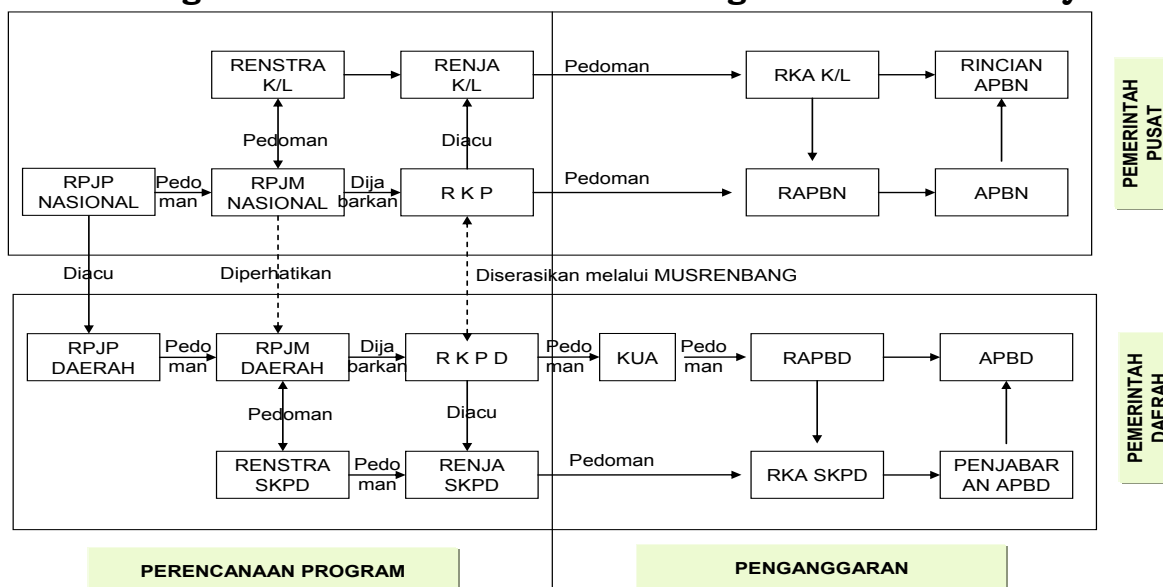 RENSTRA
K/L
RENJA
K/L
Pedoman
RKA K/L
RINCIAN
APBN
Pedoman
Diacu
RPJP
NASIONAL
Pedo
man
RPJM
NASIONAL
Dija
barkan
R K P
Pedoman
RAPBN
APBN
PEMERINTAH
PUSAT
Diacu
Diperhatikan
Diserasikan melalui MUSRENBANG
RPJP
DAERAH
Pedo
man
RPJM
DAERAH
Dija
barkan
R K P D
Pedo
man
KUA
Pedo
man
RAPBD
APBD
Pedoman
Diacu
RENSTRA
SKPD
Pedo
man
RENJA
SKPD
Pedoman
RKA SKPD
PENJABAR
AN APBD
PEMERINTAH
DAERAH
PERENCANAAN PROGRAM
PENGANGGARAN